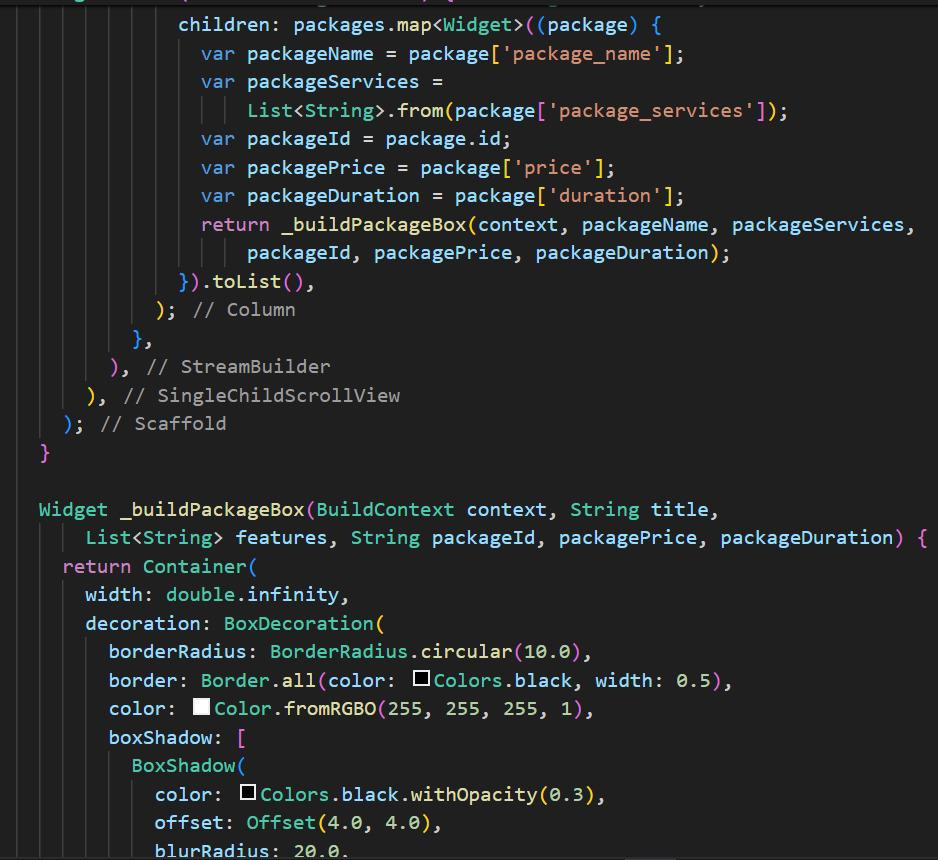 children: packages.map<Widget>((package) {
var packageName = package['package_name'];
var packageServices =
List<String>.from(package['package_services']);
var packageId = package.id;
var packagePrice = package['price'];
var packageDuration = package['duration'];
return _buildPackageBox(context, packageName, packageServices,
packageId, packagePrice, packageDuration);
}).toList(),
); // Column
},
), // StreamBuilder
), // SingleChildScrollView
); // Scaffold
}
Widget _buildPackageBox(BuildContext context, String title,
List<String> features, String packageId, packagePrice, packageDuration) {
return Container(
width: double.infinity,
decoration: BoxDecoration(
borderRadius: BorderRadius.circular(10.0),
border: Border.all(color: Colors.black, width: 0.5),
color: Color.fromRGBO(255, 255, 255, 1),
boxShadow: [
BoxShadow(
color: Colors.black.withOpacity(0.3),
offset: Offset(4.0, 4.0),
blurRadius: 20.0,